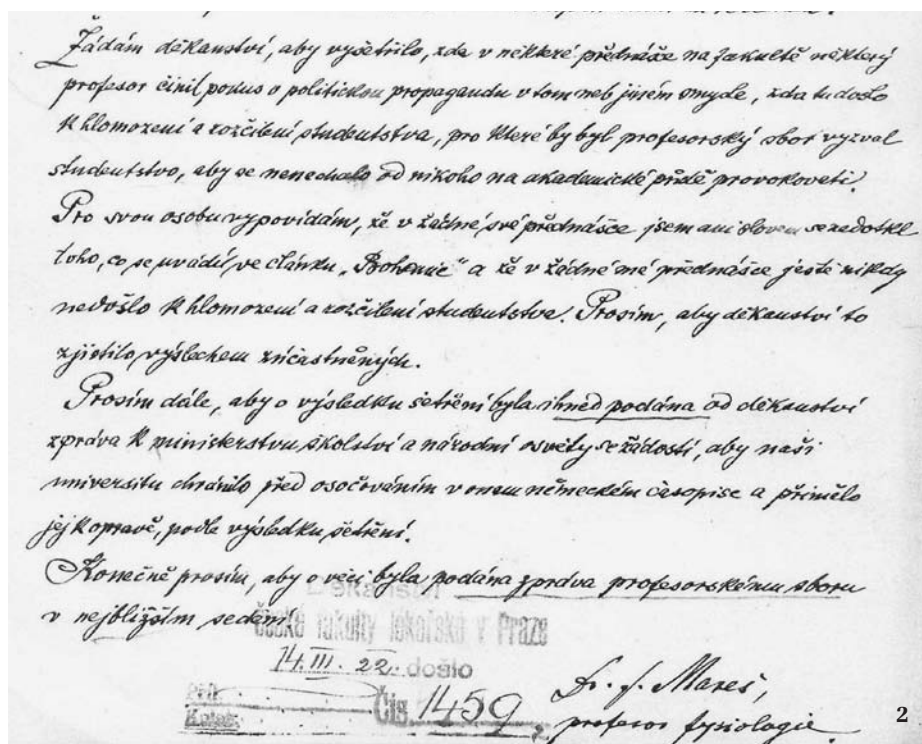 Žádám děkanství, aby vyšetřilo, zda v některé přednášce na fakultě některý
profesor činil pokus o politickou propagandu v tom neb jiném smyslu, zda tu došlo
k hlomození a rozčilení studentstva, pro které by byl profesorský sbor vyzval
studentstvo, aby se nenechalo od nikoho na akademické půdě provokovati.
Pro svou osobu vypovídám, že v žádné své přednášce jsem ani slovem se nedotkl
toho, co se uvádí ve článku „Bohemie" a že v žádné mé přednášce ještě nikdy
nedošlo k hlomození a rozčilení studentstva. Prosím, aby děkanství to
zjistilo výslechem zúčastněných.
Prosím dále, aby o výsledku šetření byla ihned podána od děkanství
zpráva k ministerstvu školství a národní osvěty se žádostí, aby naši
universitu chránilo před osočováním v onom německém časopise a přimělo
jej k opravě, podle výsledku šetření.
Konečně prosím, aby o věci byla podána zpráva profesorskému sboru
v nejbližším sedění
Děkanství
české fakulty lékařské v Praze
14. III. 22. došlo
Příl.
Čís. 1459
Kolek
Dr. f. Mareš,
profesor fysiologie
2